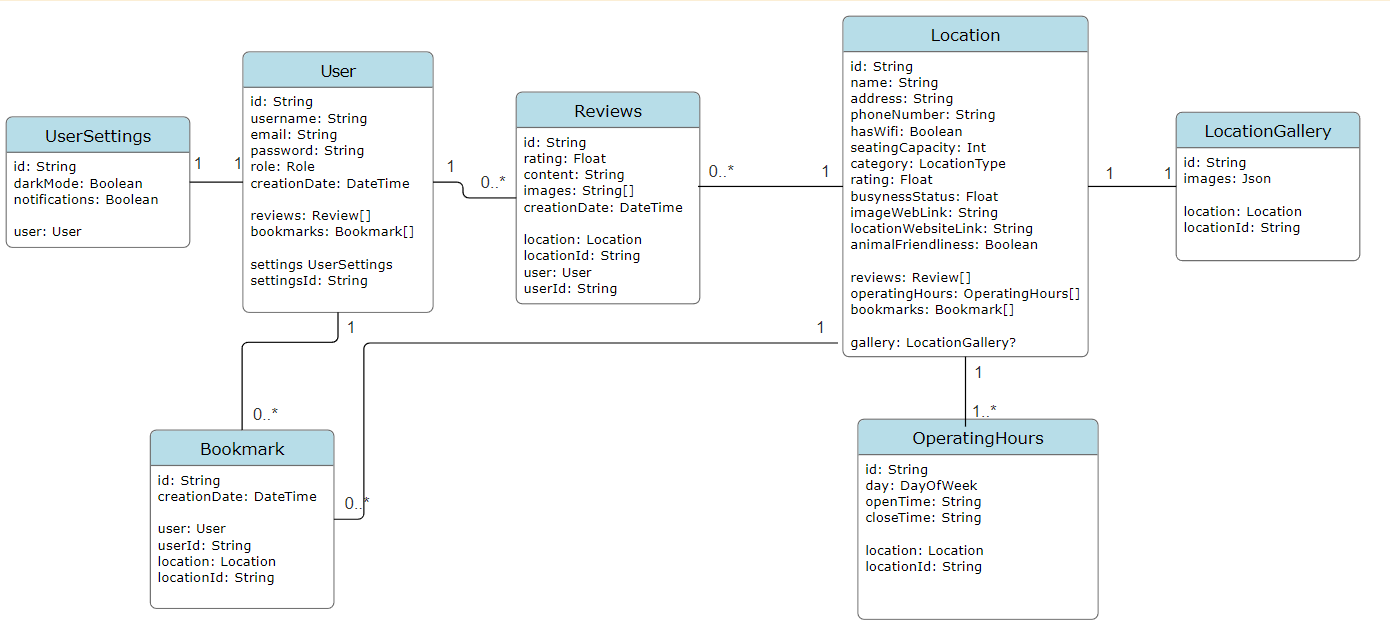 UserSettings
id: String
darkMode: Boolean
notifications: Boolean
user: User
1
1
User
id: String
username: String
email: String
password: String
role: Role
creationDate: DateTime
reviews: Review[]
bookmarks: Bookmark[]
settings UserSettings
settingsId: String
1
0..*
Reviews
id: String
rating: Float
content: String
images: String[]
creationDate: DateTime
location: Location
locationId: String
user: User
userId: String
0..*
1
Location
id: String
name: String
address: String
phoneNumber: String
hasWifi: Boolean
seatingCapacity: Int
category: LocationType
rating: Float
busynessStatus: Float
imageWebLink: String
locationWebsiteLink: String
animalFriendliness: Boolean
reviews: Review[]
operatingHours: OperatingHours[]
bookmarks: Bookmark[]
gallery: LocationGallery?
1
1
LocationGallery
id: String
images: Json
location: Location
locationId: String
1
0..*
1
0..*
Bookmark
id: String
creationDate: DateTime
user: User
userId: String
location: Location
locationId: String
1
1..*
OperatingHours
id: String
day: DayOfWeek
openTime: String
closeTime: String
location: Location
locationId: String